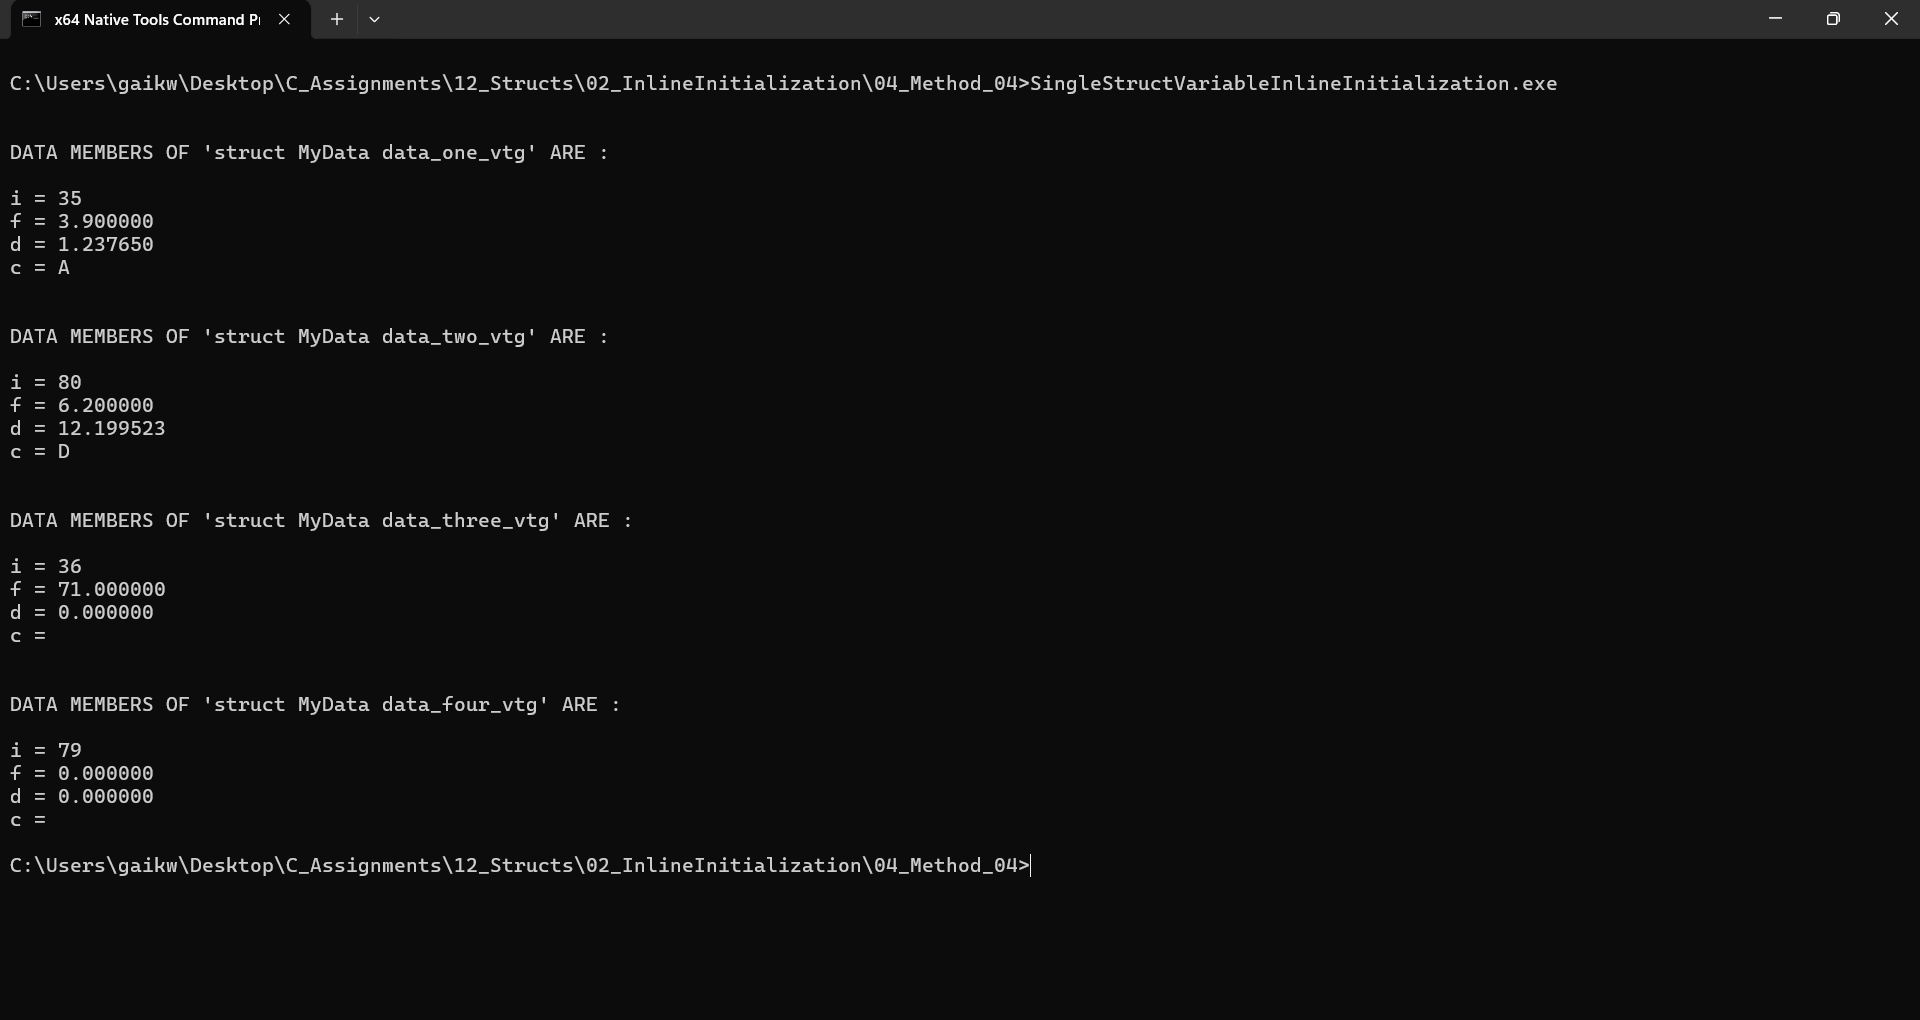 x64 Native Tools Command P
C:\Users\gaikw\Desktop\C_Assignments\12_Structs\02_InlineInitialization\04_Method_04>SingleStructVariableInlineInitialization.exe
DATA MEMBERS OF 'struct MyData data_one_vtg' ARE :
i = 35
f = 3.900000
d = 1.237650
c = A
DATA MEMBERS OF 'struct MyData data_two_vtg' ARE :
i = 80
f = 6.200000
d = 12.199523
c = D
DATA MEMBERS OF 'struct MyData data_three_vtg' ARE :
i = 36
f = 71.000000
d = 0.000000
c =
DATA MEMBERS OF 'struct MyData data_four_vtg' ARE :
i = 79
f = 0.000000
d = 0.000000
c =
C:\Users\gaikw\Desktop\C_Assignments\12_Structs\02_InlineInitialization\04_Method_04>